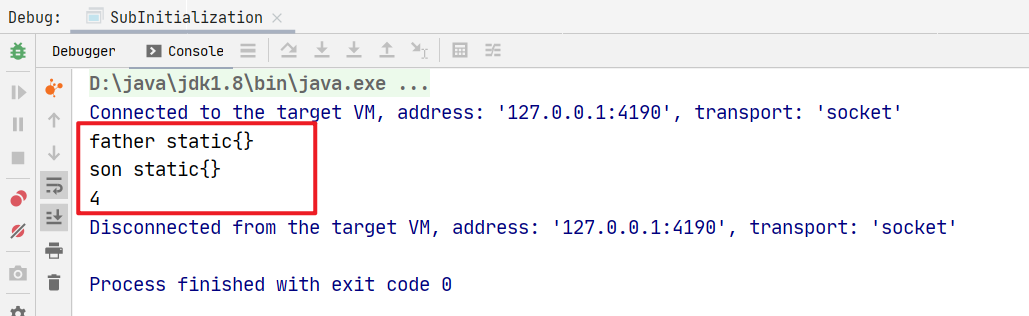 Debug: SubInitialization
Debugger Console
D:\java\jdk1.8\bin\java.exe ...
Connected to the target VM, address: '127.0.0.1:4190', transport: 'socket'
father static{}
son static{}
4
Disconnected from the target VM, address: '127.0.0.1:4190', transport: 'socket'
Process finished with exit code 0